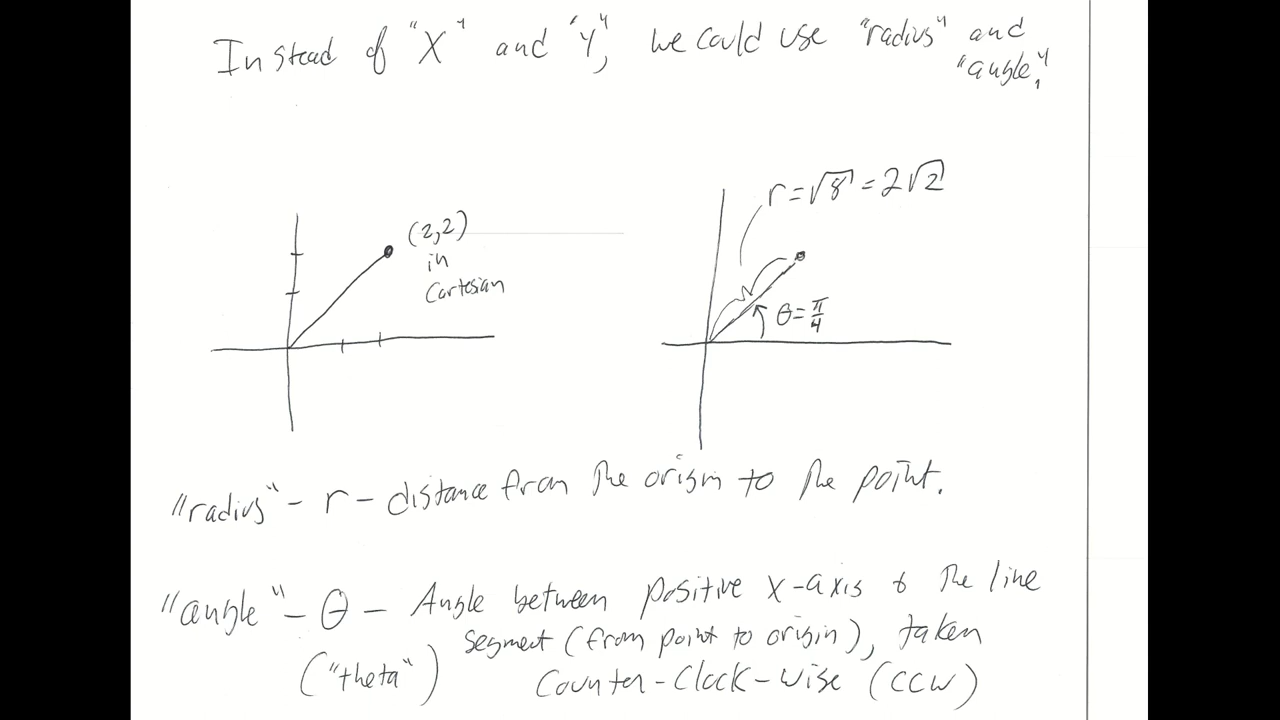 Instead of "X" and "Y", we could use "radius" and
"angle".
r = √8 = 2√2
(2,2)
in
Cartesian
θ = π/4
"radius" - r - distance from the origin to the point.
"angle" - θ - Angle between positive x-axis & the line
segment (from point to origin), taken
("theta") Counter-Clock-wise (CCW)